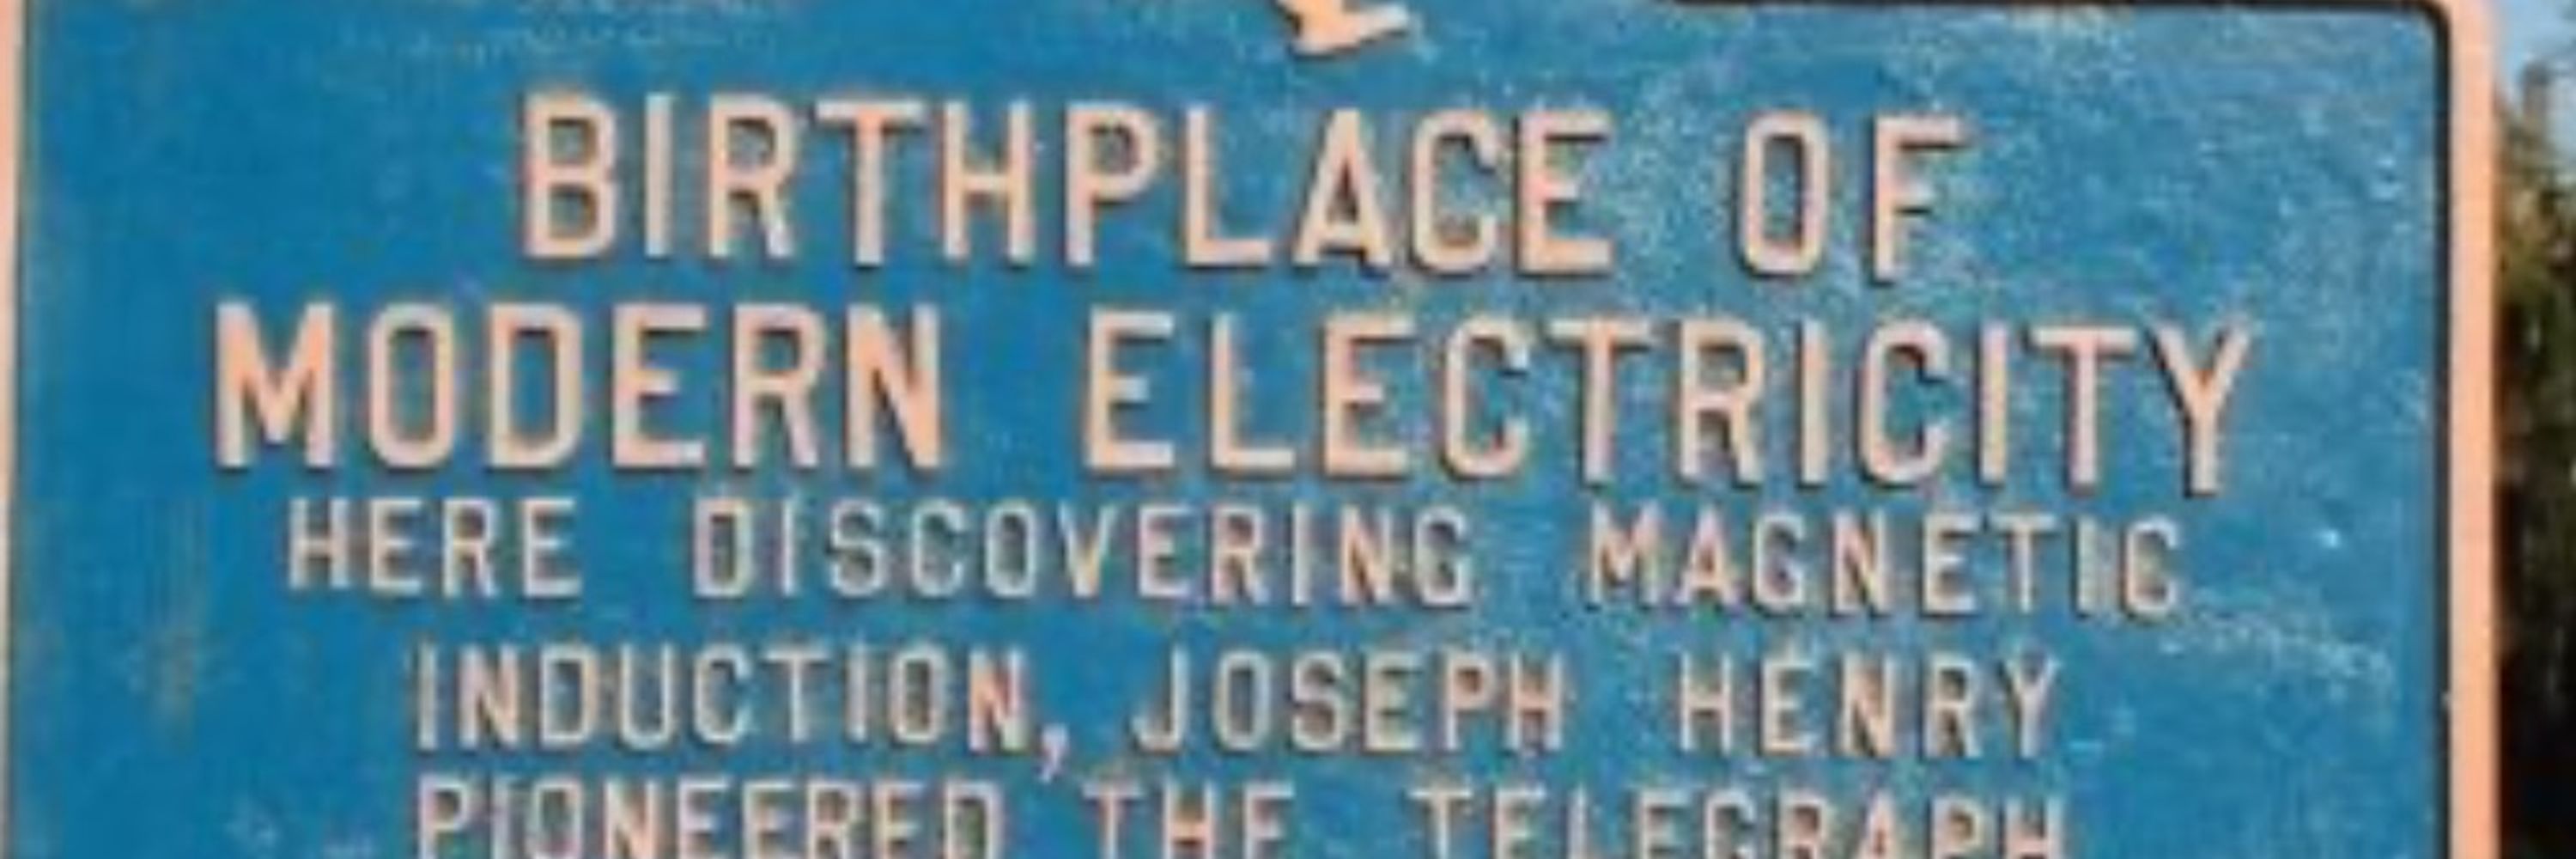 BIRTHPLACE OF
MODERN ELECTRICITY
HERE DISCOVERING MAGNETIC
INDUCTION, JOSEPH HENRY
PIONEERED THE TELEGRAPH